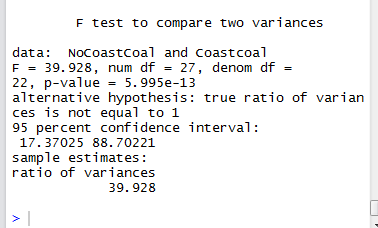 F test to compare two variances
data:  NoCoastCoal and Coastcoal
F = 39.928, num df = 27, denom df =
22, p-value = 5.995e-13
alternative hypothesis: true ratio of varian
ces is not equal to 1
95 percent confidence interval:
17.37025 88.70221
sample estimates:
ratio of variances
39.928
>